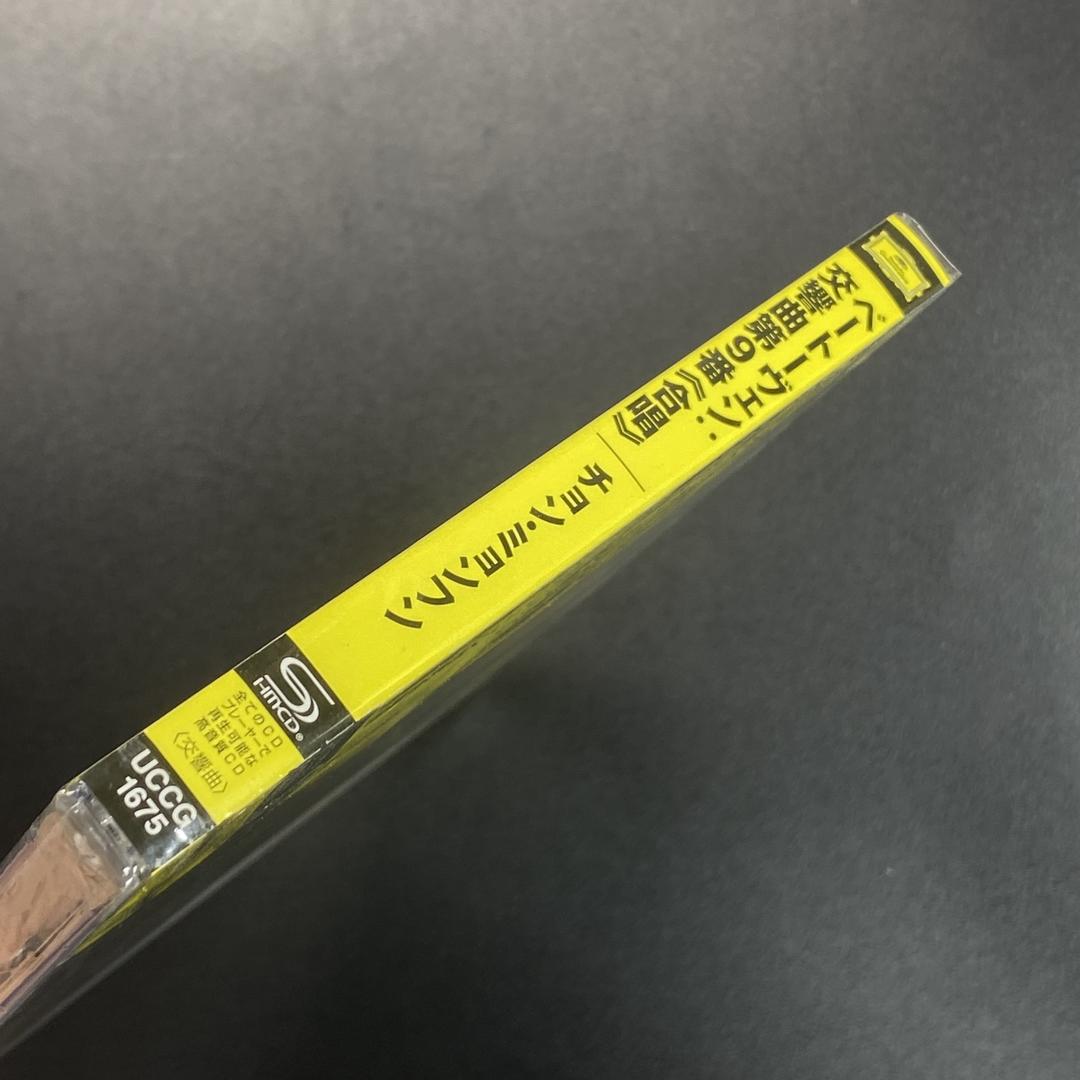 ベートーヴェン：
交響曲第9番《合唱》
チョン・ミョンフン
SHM-CD®
全てのCD
プレーヤーで
再生可能な
高音質CD
〈交響曲〉
UCCG
1675